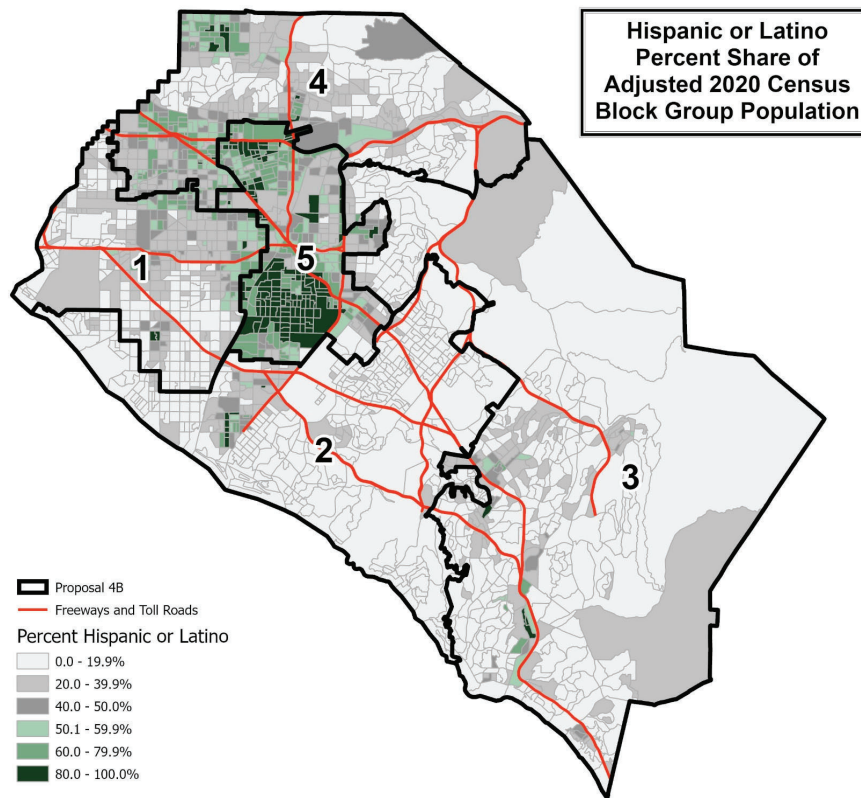 Hispanic or Latino
Percent Share of
Adjusted 2020 Census
Block Group Population
4
1
5
2
3
Proposal 4B
Freeways and Toll Roads
Percent Hispanic or Latino
0.0 - 19.9%
20.0 - 39.9%
40.0 - 50.0%
50.1 - 59.9%
60.0 - 79.9%
80.0 - 100.0%